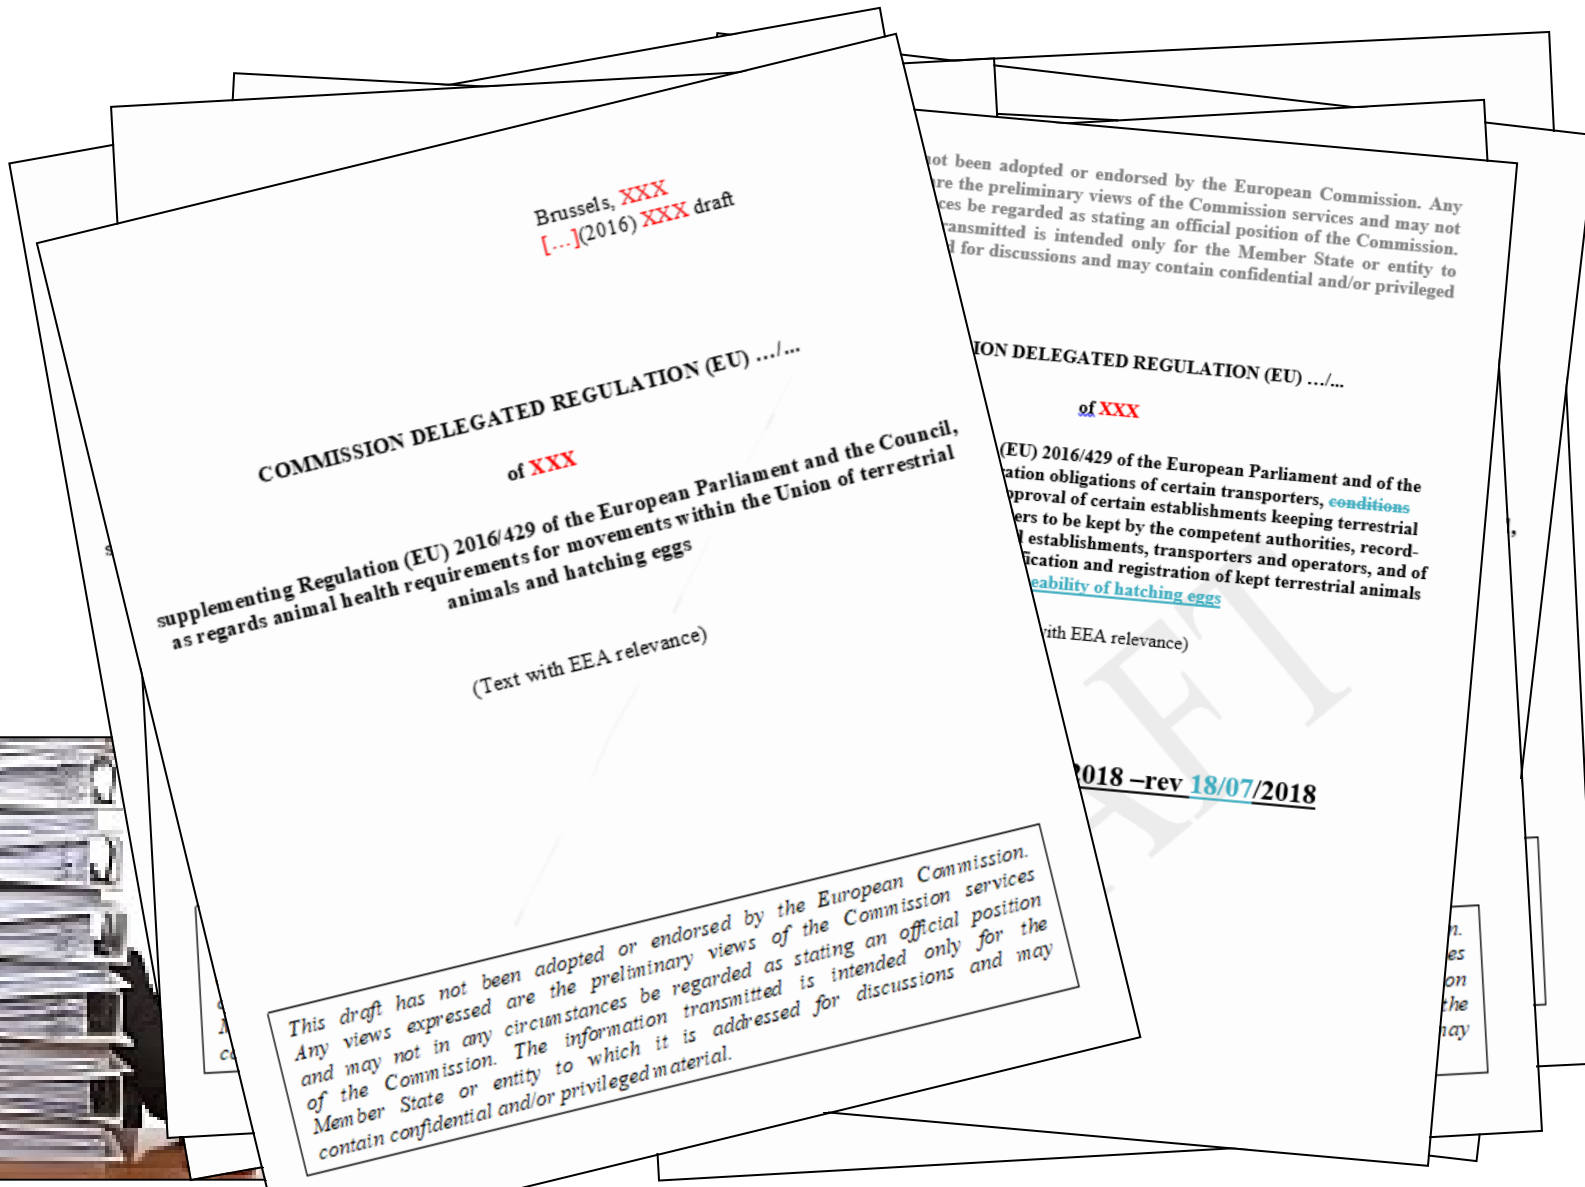 Brussels, XXX
[…](2016) XXX draft
COMMISSION DELEGATED REGULATION (EU) …/...
of XXX
supplementing Regulation (EU) 2016/429 of the European Parliament and the Council,
as regards animal health requirements for movements within the Union of terrestrial
animals and hatching eggs
(Text with EEA relevance)
This draft has not been adopted or endorsed by the European Commission.
Any views expressed are the preliminary views of the Commission services
and may not in any circumstances be regarded as stating an official position
of the Commission. The information transmitted is intended only for the
Member State or entity to which it is addressed for discussions and may
contain confidential and/or privileged material.
not been adopted or endorsed by the European Commission. Any
are the preliminary views of the Commission services and may not
be regarded as stating an official position of the Commission.
is intended only for the Member State or entity to
for discussions and may contain confidential and/or privileged
DELEGATED REGULATION (EU) …/...
of XXX
(EU) 2016/429 of the European Parliament and of the
obligations of certain transporters, conditions
of certain establishments keeping terrestrial
to be kept by the competent authorities, record-
establishments, transporters and operators, and of
and registration of kept terrestrial animals
of hatching eggs
EEA relevance)
2018 –rev 18/07/2018
the